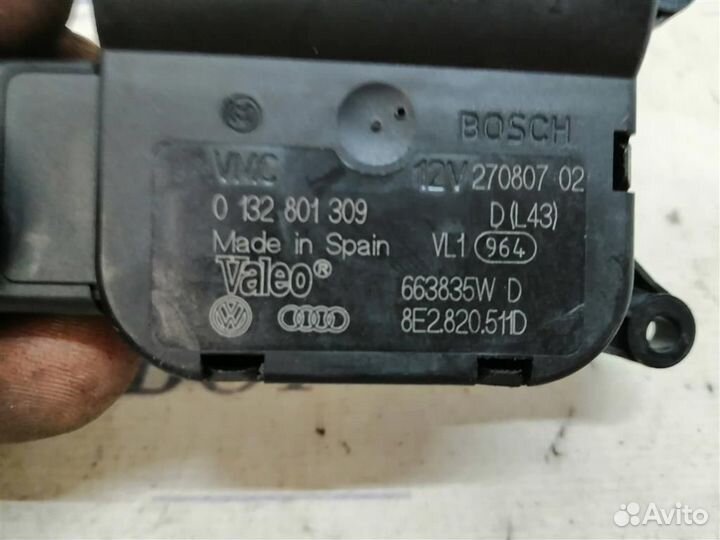 BOSCH
VMC 12V 270807 02
0 132 801 309 D(L43)
Made in Spain VL1 964
Valeo® 663835W D
8E2.820.511D
Avito